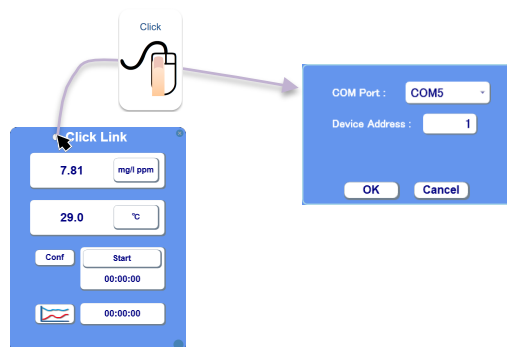 Click
Click Link
7.81 mg/l ppm
29.0 °C
Conf Start
00:00:00
00:00:00
COM Port : COM5
Device Address : 1
OK Cancel